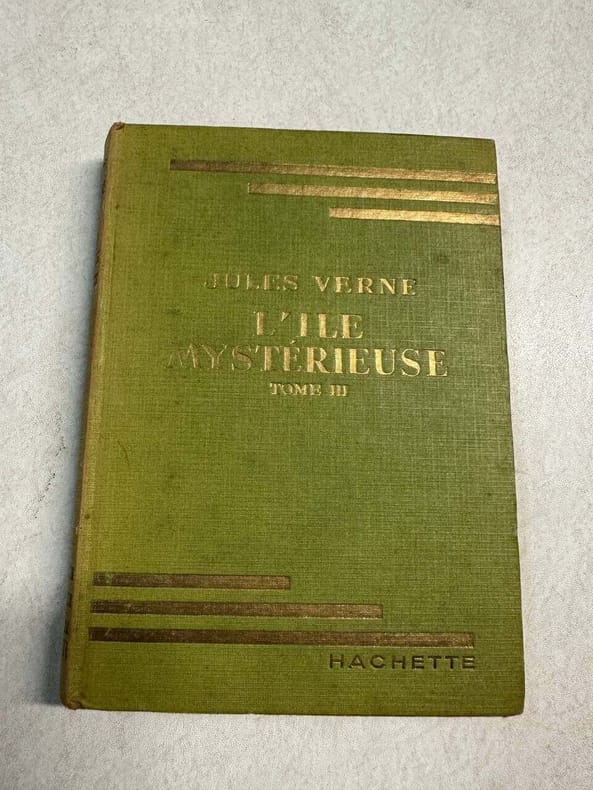 JULES VERNE
L'ILE
MYSTÉRIEUSE
TOME III
HACHETTE